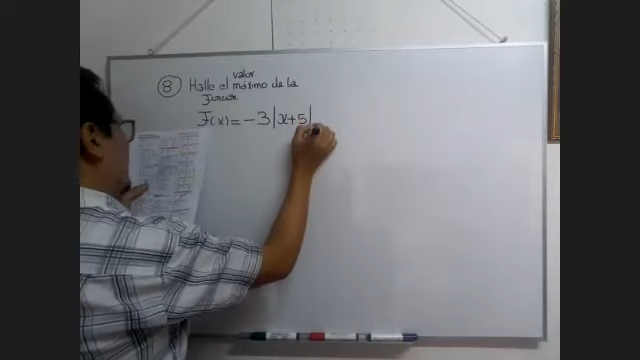 8 Halle el valor máximo de la
función
F(x) = -3|x+5|